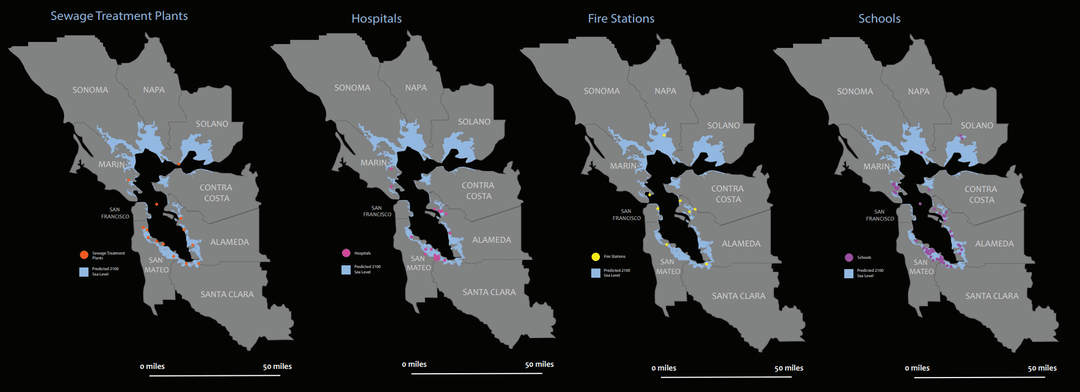 Sewage Treatment Plants
SONOMA
NAPA
SOLANO
MARIN
CONTRA
COSTA
SAN
FRANCISCO
ALAMEDA
SAN
MATEO
SANTA CLARA
Sewage Treatment
Plants
Predicted 2100
Sea Level
0 miles
50 miles
Hospitals
SONOMA
NAPA
SOLANO
MARIN
CONTRA
COSTA
SAN
FRANCISCO
ALAMEDA
SAN
MATEO
SANTA CLARA
Hospitals
Predicted 2100
Sea Level
0 miles
50 miles
Fire Stations
SONOMA
NAPA
SOLANO
MARIN
CONTRA
COSTA
SAN
FRANCISCO
ALAMEDA
SAN
MATEO
SANTA CLARA
Fire Stations
Predicted 2100
Sea Level
0 miles
50 miles
Schools
SONOMA
NAPA
SOLANO
MARIN
CONTRA
COSTA
SAN
FRANCISCO
ALAMEDA
SAN
MATEO
SANTA CLARA
Schools
Predicted 2100
Sea Level
0 miles
50 miles